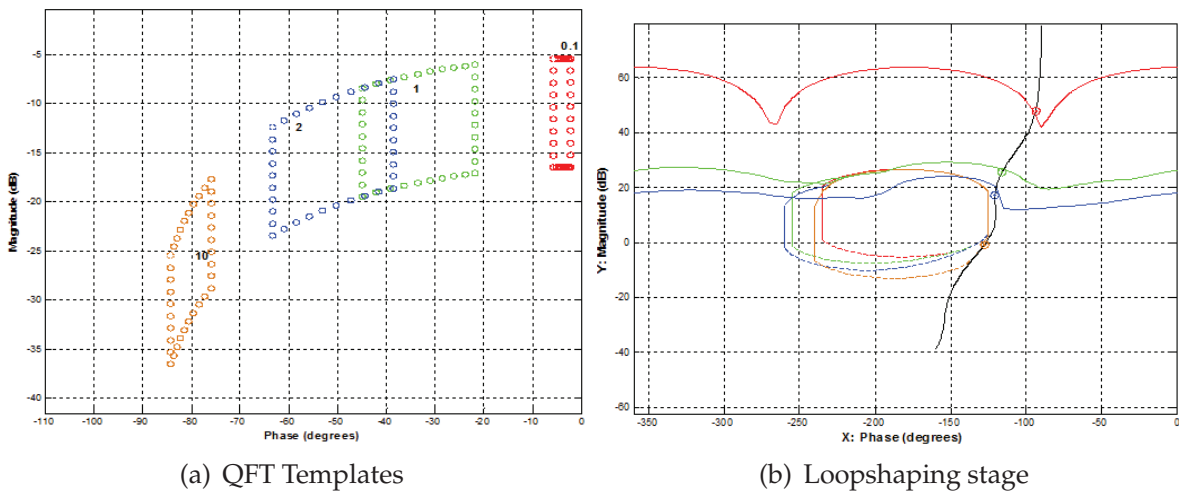 0.1
1
2
10
-5
-10
-15
-20
-25
-30
-35
-40
Magnitude (dB)
-110 -100 -90 -80 -70 -60 -50 -40 -30 -20 -10 0
Phase (degrees)
(a) QFT Templates
60
40
20
0
-20
-40
-60
Y: Magnitude (dB)
-350 -300 -250 -200 -150 -100 -50 0
X: Phase (degrees)
(b) Loopshaping stage